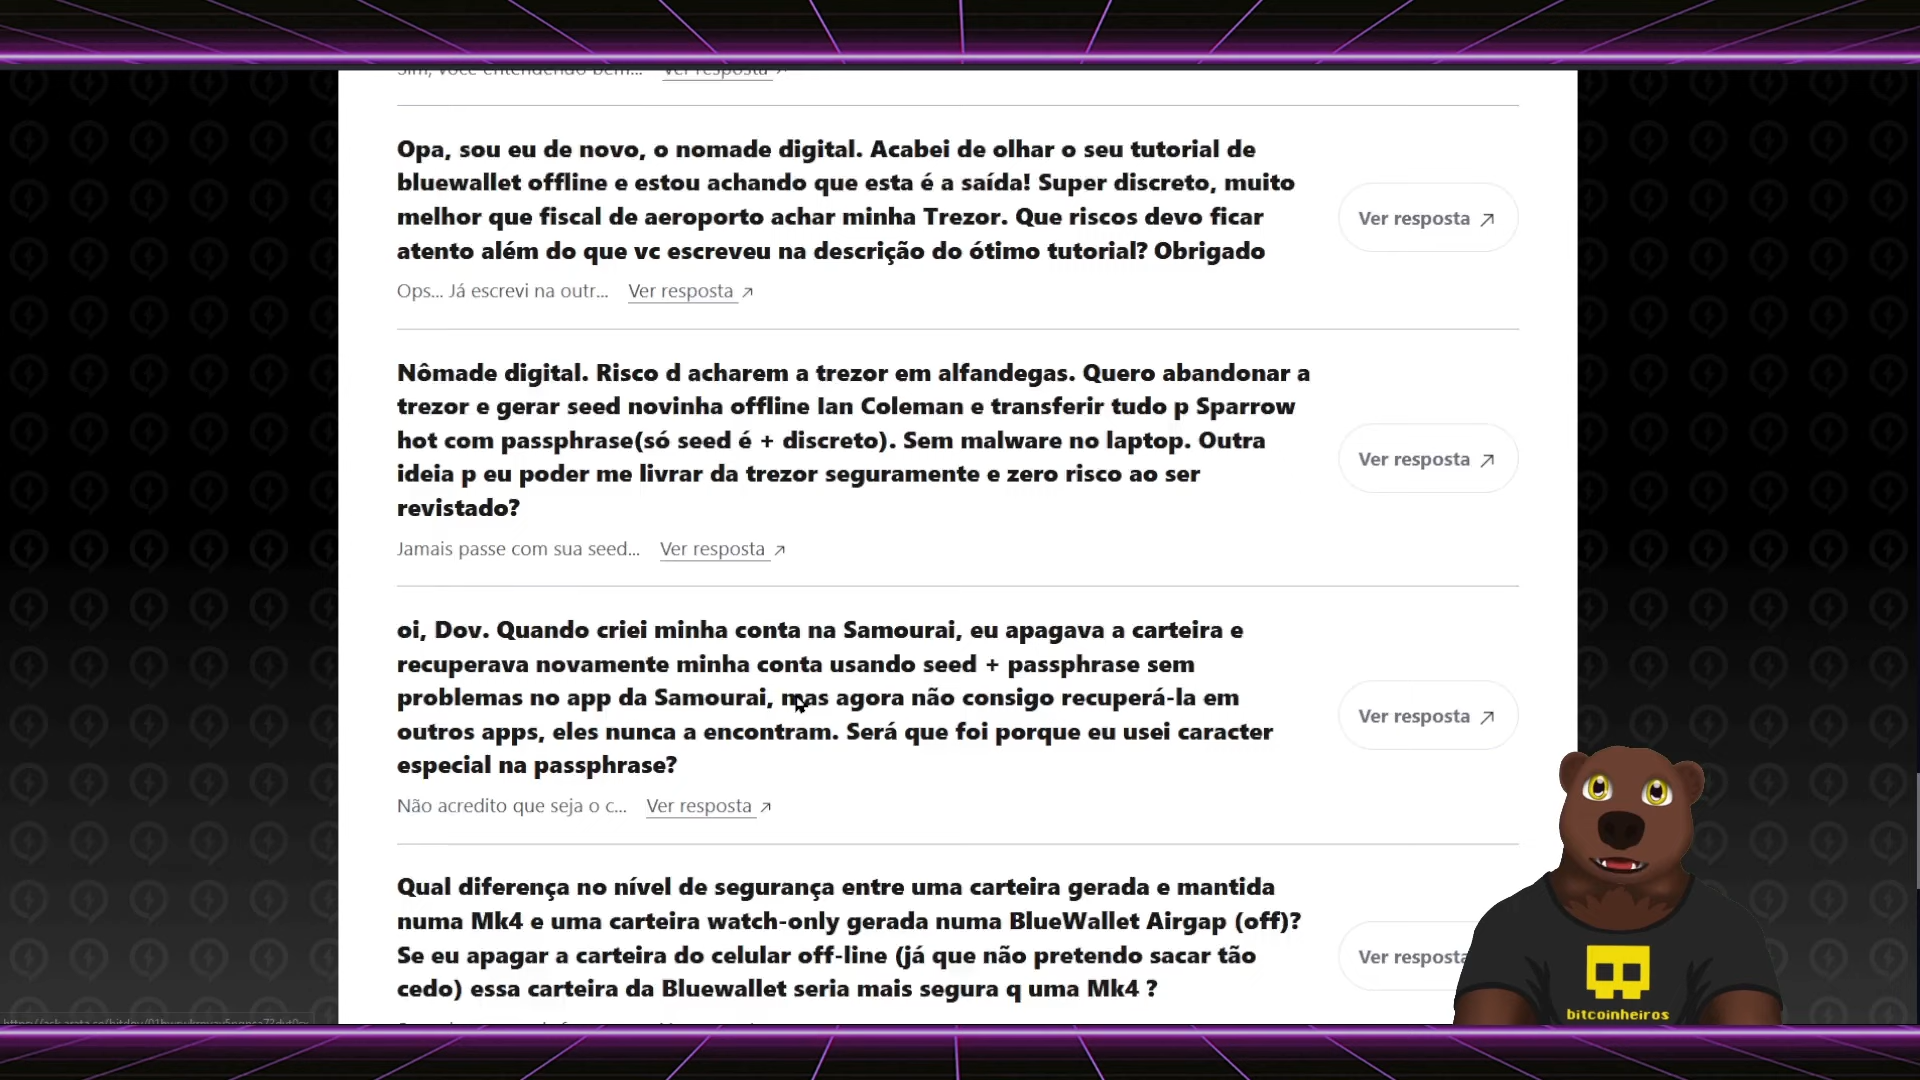 Sim, você entendendo bem... Ver resposta
Opa, sou eu de novo, o nomade digital. Acabei de olhar o seu tutorial de
bluewallet offline e estou achando que esta é a saída! Super discreto, muito
melhor que fiscal de aeroporto achar minha Trezor. Que riscos devo ficar
atento além do que vc escreveu na descrição do ótimo tutorial? Obrigado
Ver resposta
Ops... Já escrevi na outr... Ver resposta
Nômade digital. Risco d acharem a trezor em alfandegas. Quero abandonar a
trezor e gerar seed novinha offline Ian Coleman e transferir tudo p Sparrow
hot com passphrase(só seed é + discreto). Sem malware no laptop. Outra
ideia p eu poder me livrar da trezor seguramente e zero risco ao ser
revistado?
Ver resposta
Jamais passe com sua seed... Ver resposta
oi, Dov. Quando criei minha conta na Samourai, eu apagava a carteira e
recuperava novamente minha conta usando seed + passphrase sem
problemas no app da Samourai, mas agora não consigo recuperá-la em
outros apps, eles nunca a encontram. Será que foi porque eu usei caracter
especial na passphrase?
Ver resposta
Não acredito que seja o c... Ver resposta
Qual diferença no nível de segurança entre uma carteira gerada e mantida
numa Mk4 e uma carteira watch-only gerada numa BlueWallet Airgap (off)?
Se eu apagar a carteira do celular off-line (já que não pretendo sacar tão
cedo) essa carteira da Bluewallet seria mais segura q uma Mk4 ?
Ver resposta
bitcoinheiros